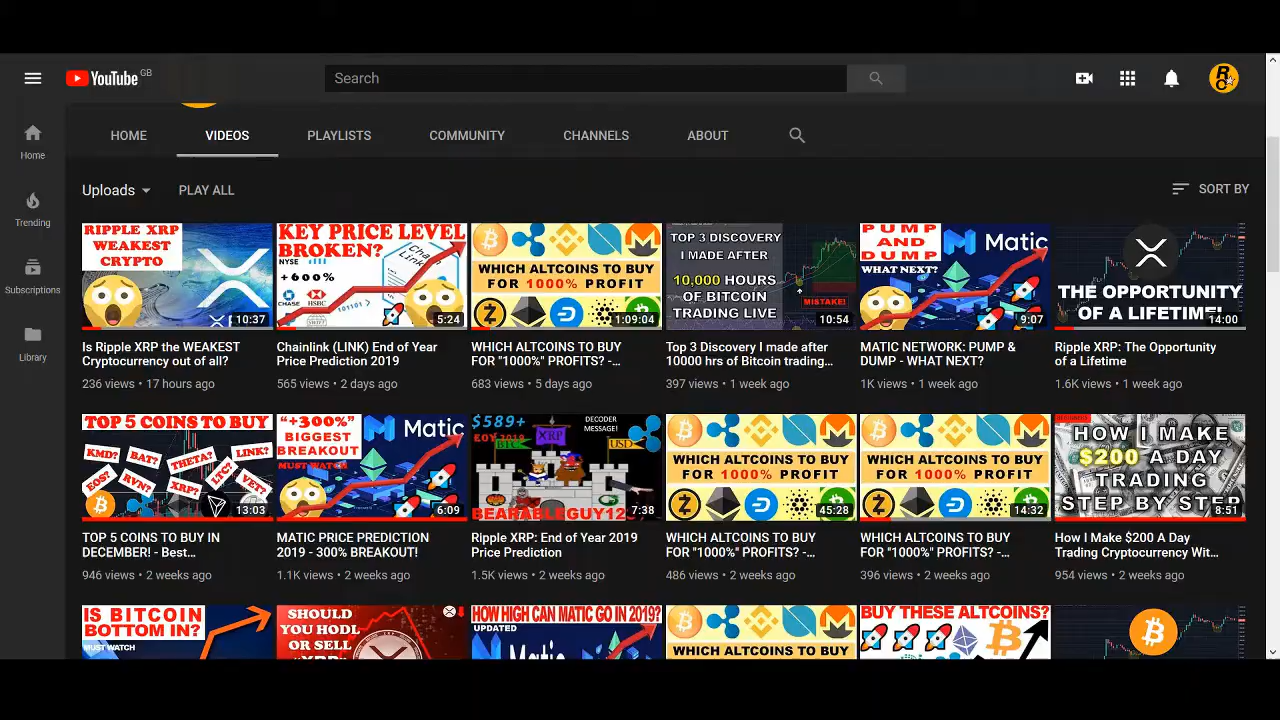 YouTube GB
Search
HOME VIDEOS PLAYLISTS COMMUNITY CHANNELS ABOUT
Home
Trending
Subscriptions
Library
Uploads PLAY ALL SORT BY
RIPPLE XRP
WEAKEST
CRYPTO
10:37
Is Ripple XRP the WEAKEST
Cryptocurrency out of all?
236 views • 17 hours ago
KEY PRICE LEVEL
BROKEN?
NYSE
+600%
Chain
Link
CHASE
HSBC
101101
SWIFT
5:24
Chainlink (LINK) End of Year
Price Prediction 2019
565 views • 2 days ago
WHICH ALTCOINS TO BUY
FOR 1000% PROFIT
1:09:04
WHICH ALTCOINS TO BUY
FOR "1000%" PROFITS? -...
683 views • 5 days ago
TOP 3 DISCOVERY
I MADE AFTER
10,000 HOURS
OF BITCOIN
TRADING LIVE
MISTAKE!
10:54
Top 3 Discovery I made after
10000 hrs of Bitcoin trading...
397 views • 1 week ago
PUMP
AND
DUMP
WHAT NEXT?
Matic
9:07
MATIC NETWORK: PUMP &
DUMP - WHAT NEXT?
1K views • 1 week ago
THE OPPORTUNITY
OF A LIFETIME!
14:00
Ripple XRP: The Opportunity
of a Lifetime
1.6K views • 1 week ago
TOP 5 COINS TO BUY
KMD?
BAT?
THETA?
LINK?
EOS?
RVN?
XRP?
LTC?
VET?
13:03
TOP 5 COINS TO BUY IN
DECEMBER! - Best...
946 views • 2 weeks ago
"+300%"
BIGGEST
BREAKOUT
MUST WATCH
Matic
6:09
MATIC PRICE PREDICTION
2019 - 300% BREAKOUT!
1.1K views • 2 weeks ago
$589+
EOY 2019
DECODER
MESSAGE!
BTC
XRP
USD
BEARABLEGUY12
7:38
Ripple XRP: End of Year 2019
Price Prediction
1.5K views • 2 weeks ago
WHICH ALTCOINS TO BUY
FOR 1000% PROFIT
45:28
WHICH ALTCOINS TO BUY
FOR "1000%" PROFITS? -...
486 views • 2 weeks ago
WHICH ALTCOINS TO BUY
FOR 1000% PROFIT
14:32
WHICH ALTCOINS TO BUY
FOR "1000%" PROFITS? -...
396 views • 2 weeks ago
HOW I MAKE
$200 A DAY
TRADING
STEP BY STEP
8:51
How I Make $200 A Day
Trading Cryptocurrency Wit...
954 views • 2 weeks ago
IS BITCOIN
BOTTOM IN?
MUST WATCH
SHOULD
YOU HODL
OR SELL
HOW HIGH CAN MATIC GO IN 2019?
UPDATED
Matic
WHICH ALTCOINS TO BUY
BUY THESE ALTCOINS?